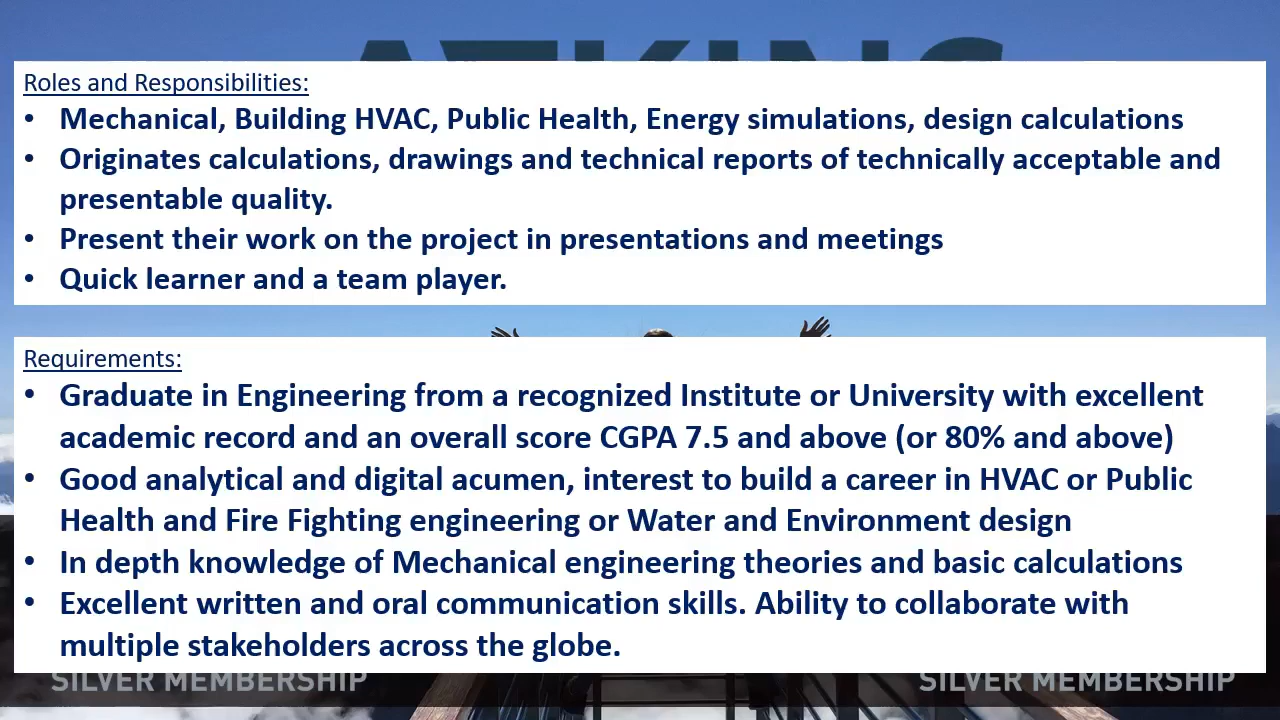 ATKINS
Roles and Responsibilities:
• Mechanical, Building HVAC, Public Health, Energy simulations, design calculations
• Originates calculations, drawings and technical reports of technically acceptable and
presentable quality.
• Present their work on the project in presentations and meetings
• Quick learner and a team player.
Requirements:
• Graduate in Engineering from a recognized Institute or University with excellent
academic record and an overall score CGPA 7.5 and above (or 80% and above)
• Good analytical and digital acumen, interest to build a career in HVAC or Public
Health and Fire Fighting engineering or Water and Environment design
• In depth knowledge of Mechanical engineering theories and basic calculations
• Excellent written and oral communication skills. Ability to collaborate with
multiple stakeholders across the globe.
SILVER MEMBERSHIP SILVER MEMBERSHIP